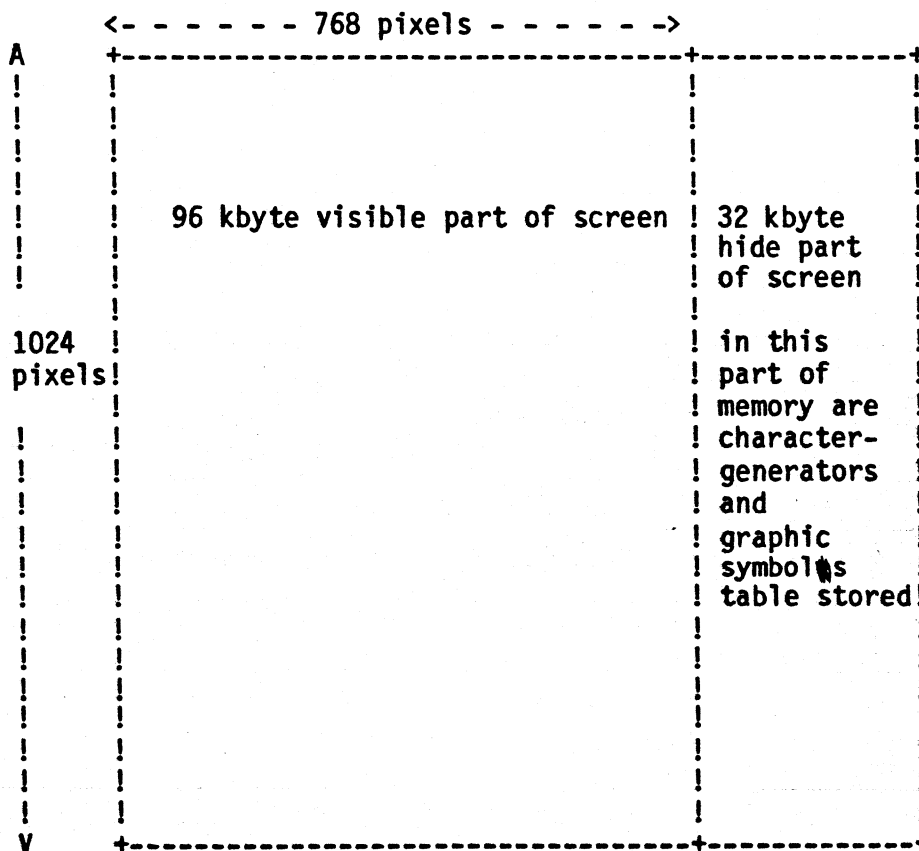 <- - - - - - 768 pixels - - - - - ->
A
96 kbyte visible part of screen
32 kbyte
hide part
of screen
1024
pixels
in this
part of
memory are
character-
generators
and
graphic
symbols
table stored
V